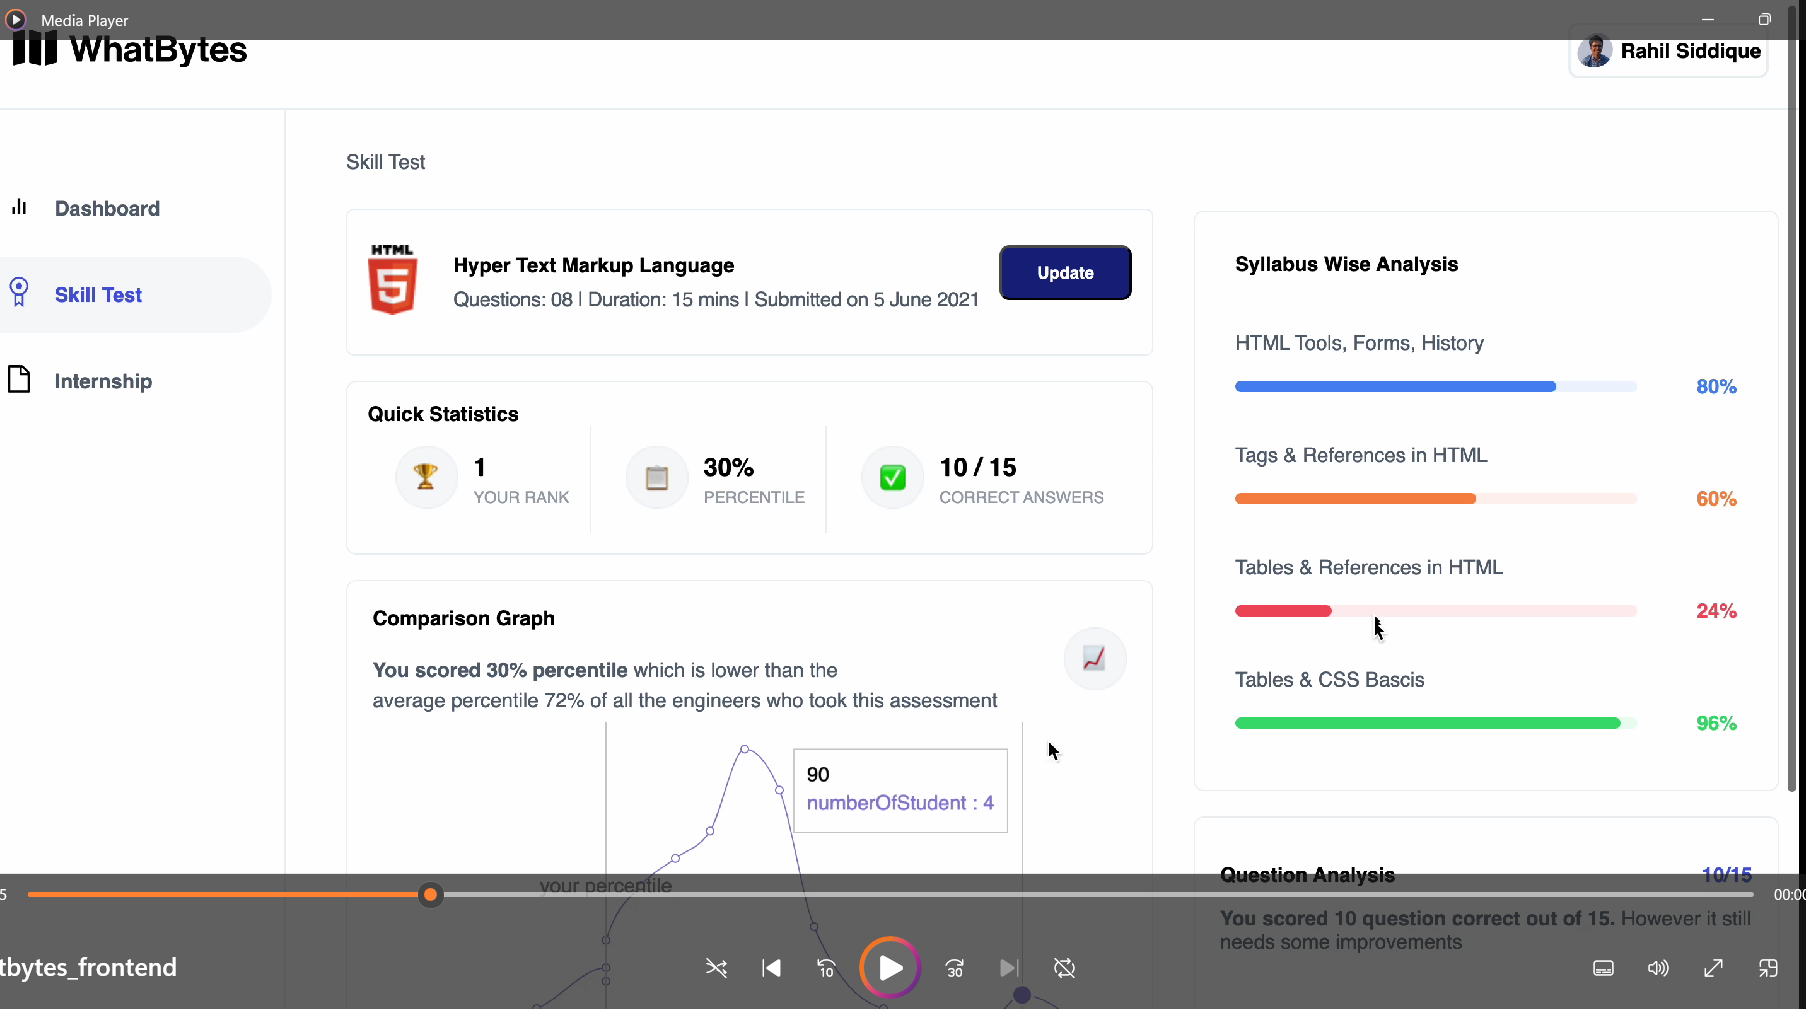 Media Player
WhatBytes
Rahil Siddique
Dashboard
Skill Test
Internship
Skill Test
HTML
Hyper Text Markup Language
Questions: 08 | Duration: 15 mins | Submitted on 5 June 2021
Update
Quick Statistics
1
YOUR RANK
30%
PERCENTILE
10 / 15
CORRECT ANSWERS
Comparison Graph
You scored 30% percentile which is lower than the
average percentile 72% of all the engineers who took this assessment
90
numberOfStudent : 4
your percentile
Syllabus Wise Analysis
HTML Tools, Forms, History
80%
Tags & References in HTML
60%
Tables & References in HTML
24%
Tables & CSS Bascis
96%
Question Analysis
10/15
You scored 10 question correct out of 15. However it still
needs some improvements
5
00:00
tbytes_frontend
10
30